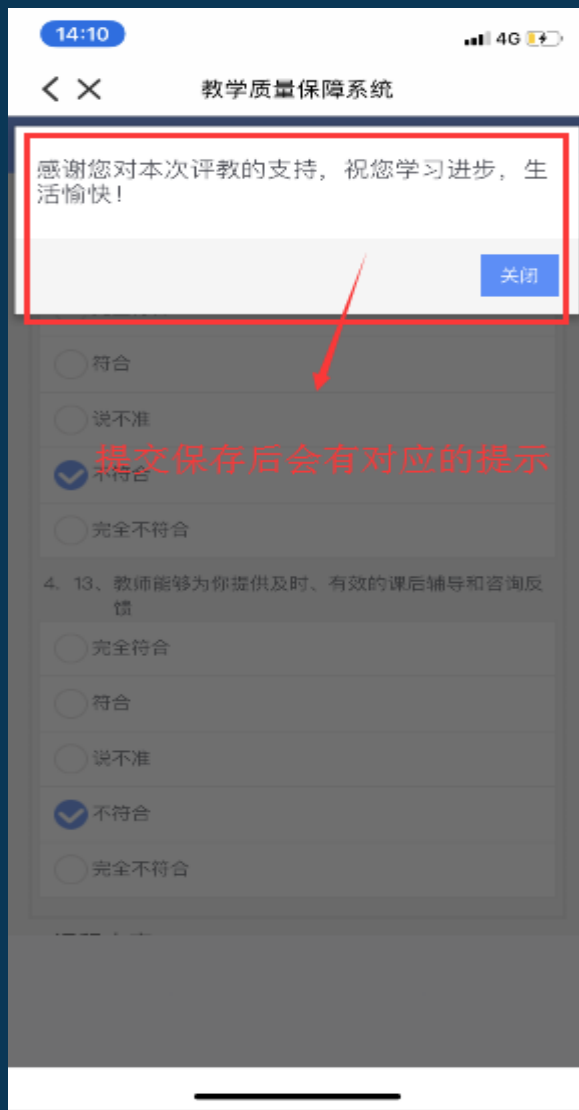 14:10
4G
教学质量保障系统
感谢您对本次评教的支持，祝您学习进步，生
活愉快！
关闭
符合
说不准
提交保存后会有对应的提示
不符合
完全不符合
4. 13、教师能够为你提供及时、有效的课后辅导和咨询反
馈
完全符合
符合
说不准
不符合
完全不符合